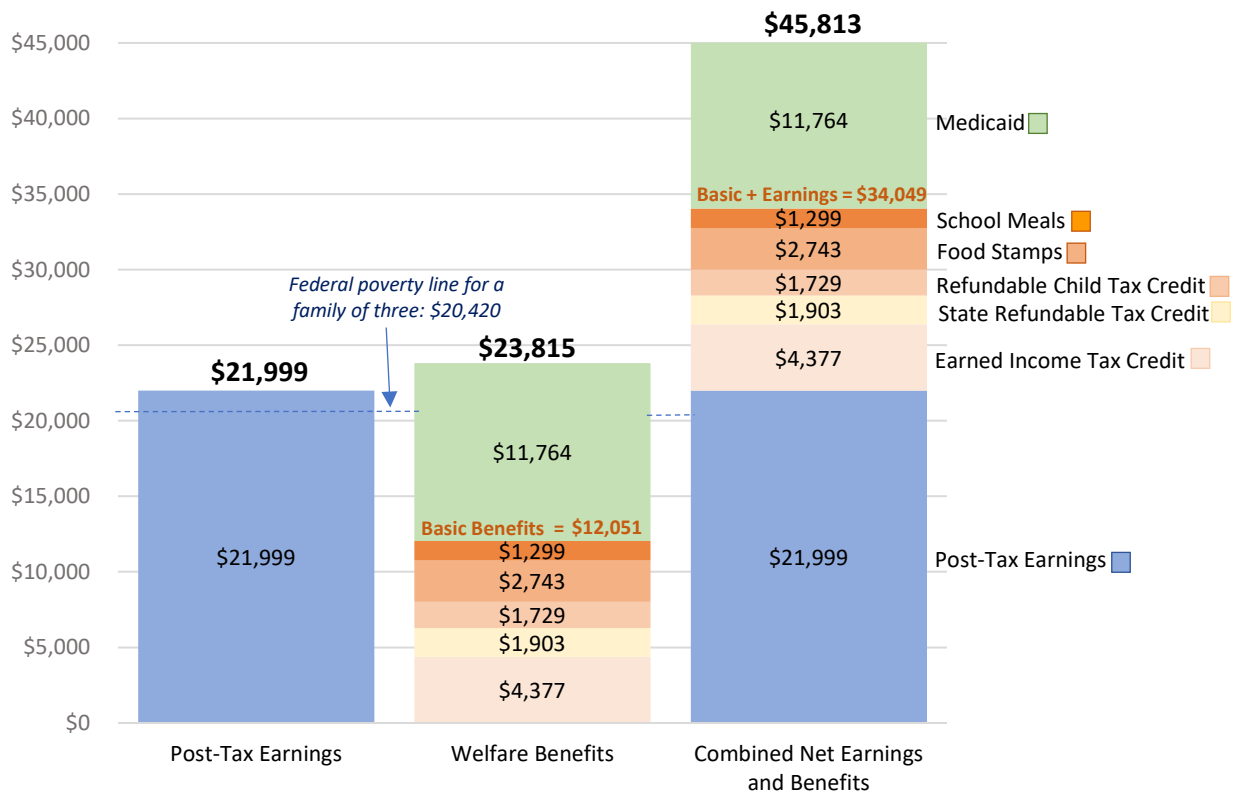 $45,813
$45,000
$40,000
$11,764
Medicaid
$35,000
Basic + Earnings = $34,049
$1,299
School Meals
$2,743
Food Stamps
$30,000
Federal poverty line for a
family of three: $20,420
$1,729
Refundable Child Tax Credit
$1,903
State Refundable Tax Credit
$25,000
$23,815
$4,377
Earned Income Tax Credit
$21,999
$20,000
$11,764
$15,000
Basic Benefits = $12,051
$21,999
$1,299
$21,999
Post-Tax Earnings
$10,000
$2,743
$1,729
$5,000
$1,903
$4,377
$0
Post-Tax Earnings
Welfare Benefits
Combined Net Earnings
and Benefits